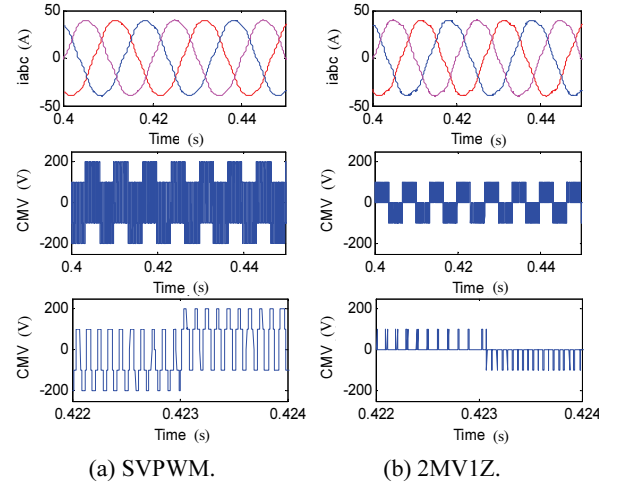 50
0
-50
iabc (A)
0.4
0.42
0.44
Time (s)
200
0
-200
CMV (V)
0.4
0.42
0.44
Time (s)
200
0
-200
CMV (V)
0.422
0.423
0.424
Time (s)
(a) SVPWM.
50
0
-50
iabc (A)
0.4
0.42
0.44
Time (s)
200
0
-200
CMV (V)
0.4
0.42
0.44
Time (s)
200
0
-200
CMV (V)
0.422
0.423
0.424
Time (s)
(b) 2MV1Z.